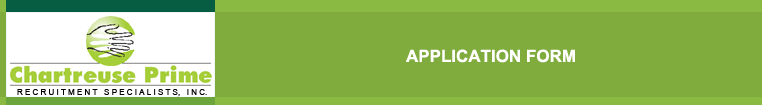 Chartreuse Prime
RECRUITMENT SPECIALISTS, INC.
APPLICATION FORM